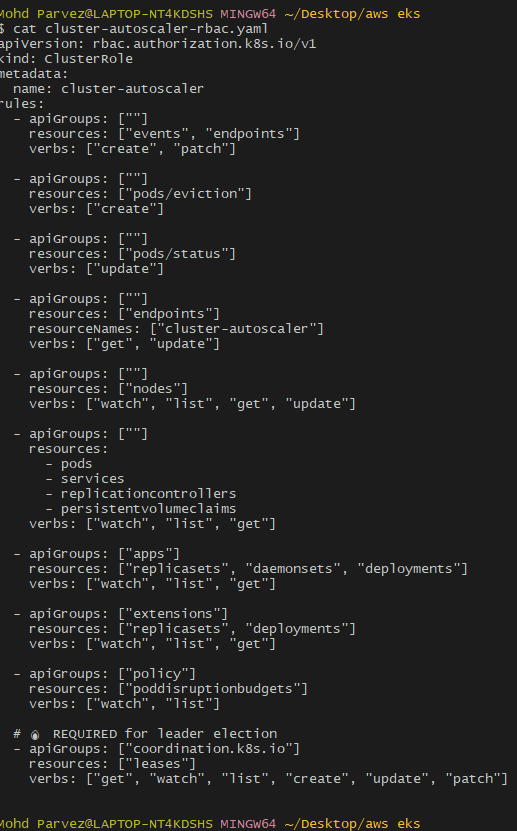 Mohd Parvez@LAPTOP-NT4KDSHS MINGW64 ~/Desktop/aws eks
$ cat cluster-autoscaler-rbac.yaml
apiversion: rbac.authorization.k8s.io/v1
kind: ClusterRole
metadata:
  name: cluster-autoscaler
rules:
  - apiGroups: [""]
    resources: ["events", "endpoints"]
    verbs: ["create", "patch"]

  - apiGroups: [""]
    resources: ["pods/eviction"]
    verbs: ["create"]

  - apiGroups: [""]
    resources: ["pods/status"]
    verbs: ["update"]

  - apiGroups: [""]
    resources: ["endpoints"]
    resourceNames: ["cluster-autoscaler"]
    verbs: ["get", "update"]

  - apiGroups: [""]
    resources: ["nodes"]
    verbs: ["watch", "list", "get", "update"]

  - apiGroups: [""]
    resources:
      - pods
      - services
      - replicationcontrollers
      - persistentvolumeclaims
    verbs: ["watch", "list", "get"]

  - apiGroups: ["apps"]
    resources: ["replicasets", "daemonsets", "deployments"]
    verbs: ["watch", "list", "get"]

  - apiGroups: ["extensions"]
    resources: ["replicasets", "deployments"]
    verbs: ["watch", "list", "get"]

  - apiGroups: ["policy"]
    resources: ["poddisruptionbudgets"]
    verbs: ["watch", "list"]

  # 🔥 REQUIRED for leader election
  - apiGroups: ["coordination.k8s.io"]
    resources: ["leases"]
    verbs: ["get", "watch", "list", "create", "update", "patch"]

Mohd Parvez@LAPTOP-NT4KDSHS MINGW64 ~/Desktop/aws eks